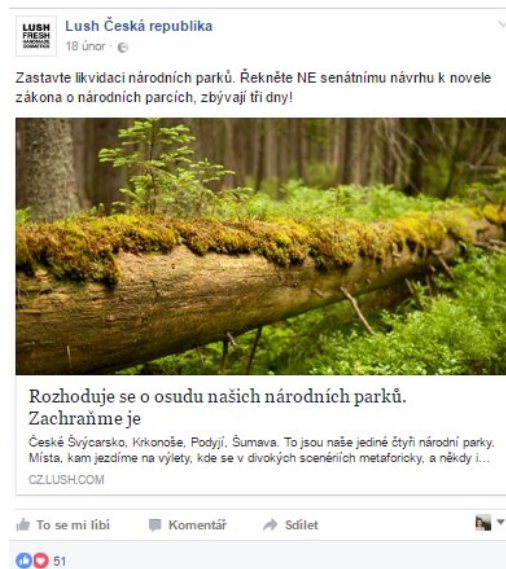 LUSH
FRESH
HANDMADE
COSMETICS
Lush Česká republika
18 únor ·
Zastavte likvidaci národních parků. Řekněte NE senátnímu návrhu k novele
zákona o národních parcích, zbývají tři dny!
Rozhoduje se o osudu našich národních parků.
Zachraňme je
České Švýcarsko, Krkonoše, Podyjí, Šumava. To jsou naše jediné čtyři národní parky.
Místa, kam jezdíme na výlety, kde se v divokých scenériích metaforicky, a někdy i...
CZ.LUSH.COM
To se mi líbí Komentář Sdílet
51